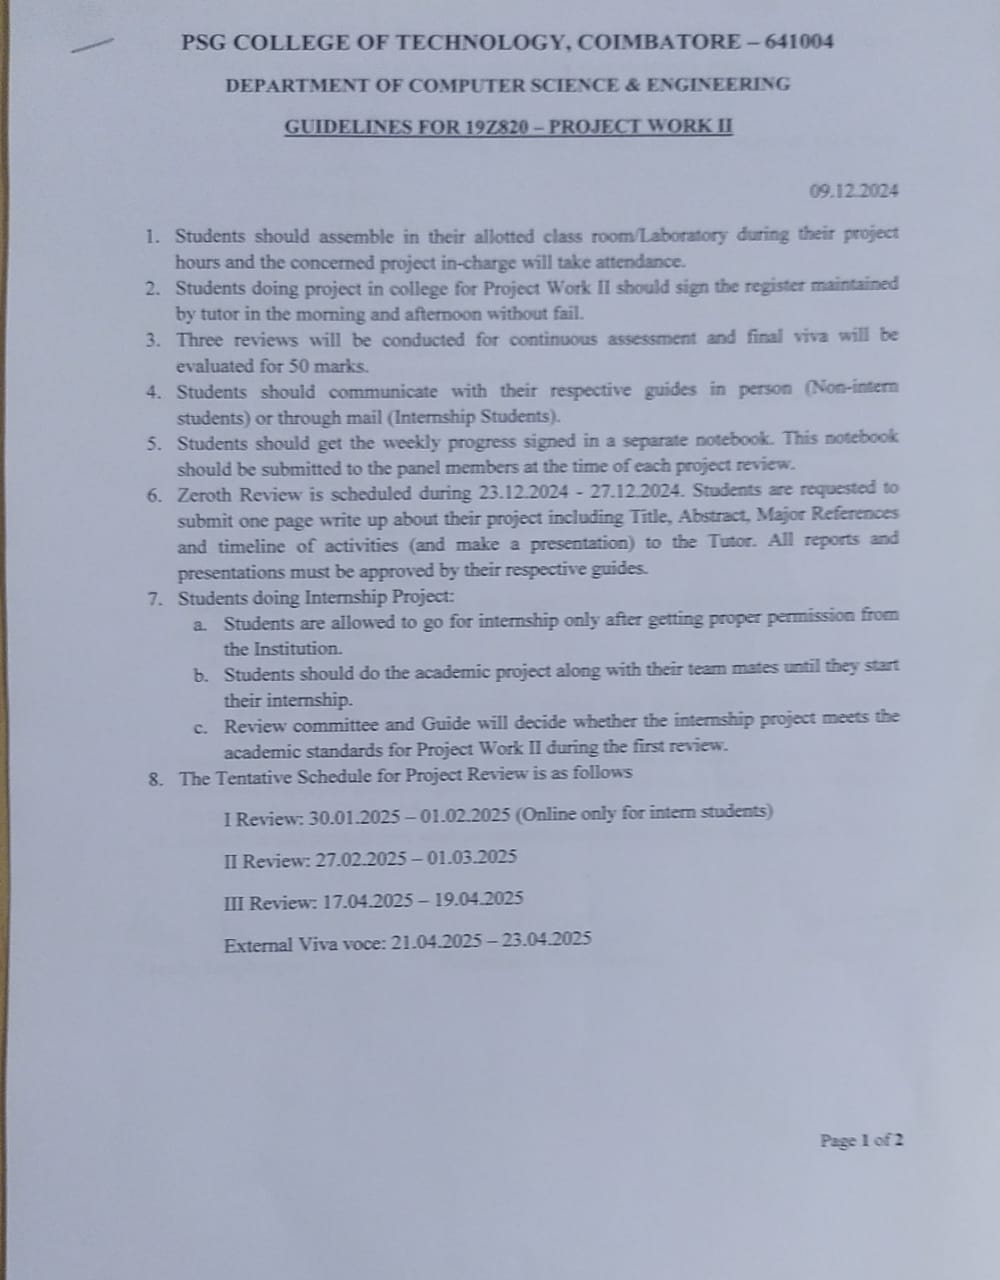 PSG COLLEGE OF TECHNOLOGY, COIMBATORE – 641004
DEPARTMENT OF COMPUTER SCIENCE & ENGINEERING
GUIDELINES FOR 19Z820 – PROJECT WORK II
09.12.2024
1. Students should assemble in their allotted class room/Laboratory during their project
hours and the concerned project in-charge will take attendance.
2. Students doing project in college for Project Work II should sign the register maintained
by tutor in the morning and afternoon without fail.
3. Three reviews will be conducted for continuous assessment and final viva will be
evaluated for 50 marks.
4. Students should communicate with their respective guides in person (Non-intern
students) or through mail (Internship Students).
5. Students should get the weekly progress signed in a separate notebook. This notebook
should be submitted to the panel members at the time of each project review.
6. Zeroth Review is scheduled during 23.12.2024 - 27.12.2024. Students are requested to
submit one page write up about their project including Title, Abstract, Major References
and timeline of activities (and make a presentation) to the Tutor. All reports and
presentations must be approved by their respective guides.
7. Students doing Internship Project:
a. Students are allowed to go for internship only after getting proper permission from
the Institution.
b. Students should do the academic project along with their team mates until they start
their internship.
c. Review committee and Guide will decide whether the internship project meets the
academic standards for Project Work II during the first review.
8. The Tentative Schedule for Project Review is as follows
I Review: 30.01.2025 – 01.02.2025 (Online only for intern students)
II Review: 27.02.2025 – 01.03.2025
III Review: 17.04.2025 – 19.04.2025
External Viva voce: 21.04.2025 – 23.04.2025
Page 1 of 2